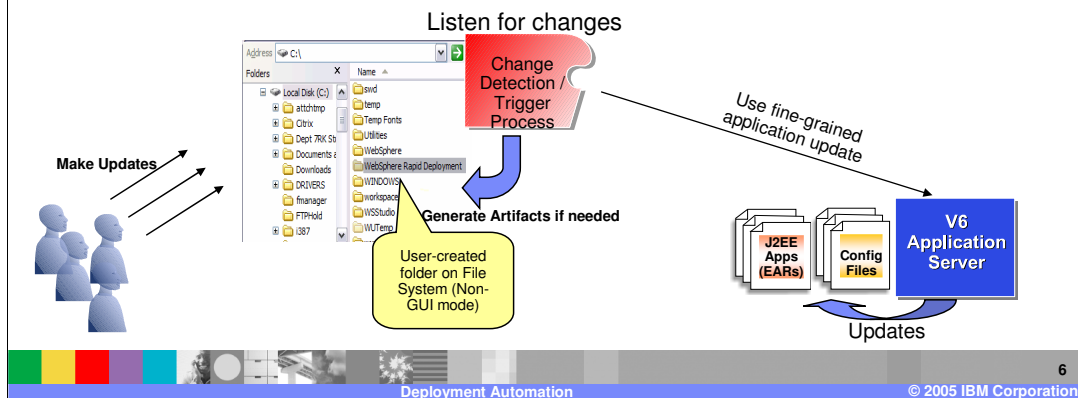 Listen for changes
Address C:\
Folders X Name
Local Disk (C:)
attchtmp
Citrix
Dept 7RK St
Documents a
Downloads
DRIVERS
fmanager
FTPHold
i387
swd
temp
Temp Fonts
Utilities
WebSphere
WebSphere Rapid Deployment
WINDOWS
workspace
WSStudio
WUTemp
Change
Detection /
Trigger
Process
Make Updates
Generate Artifacts if needed
User-created
folder on File
System (Non-
GUI mode)
Use fine-grained
application update
J2EE
Apps
(EARs)
Config
Files
V6
Application
Server
Updates
6
Deployment Automation
© 2005 IBM Corporation